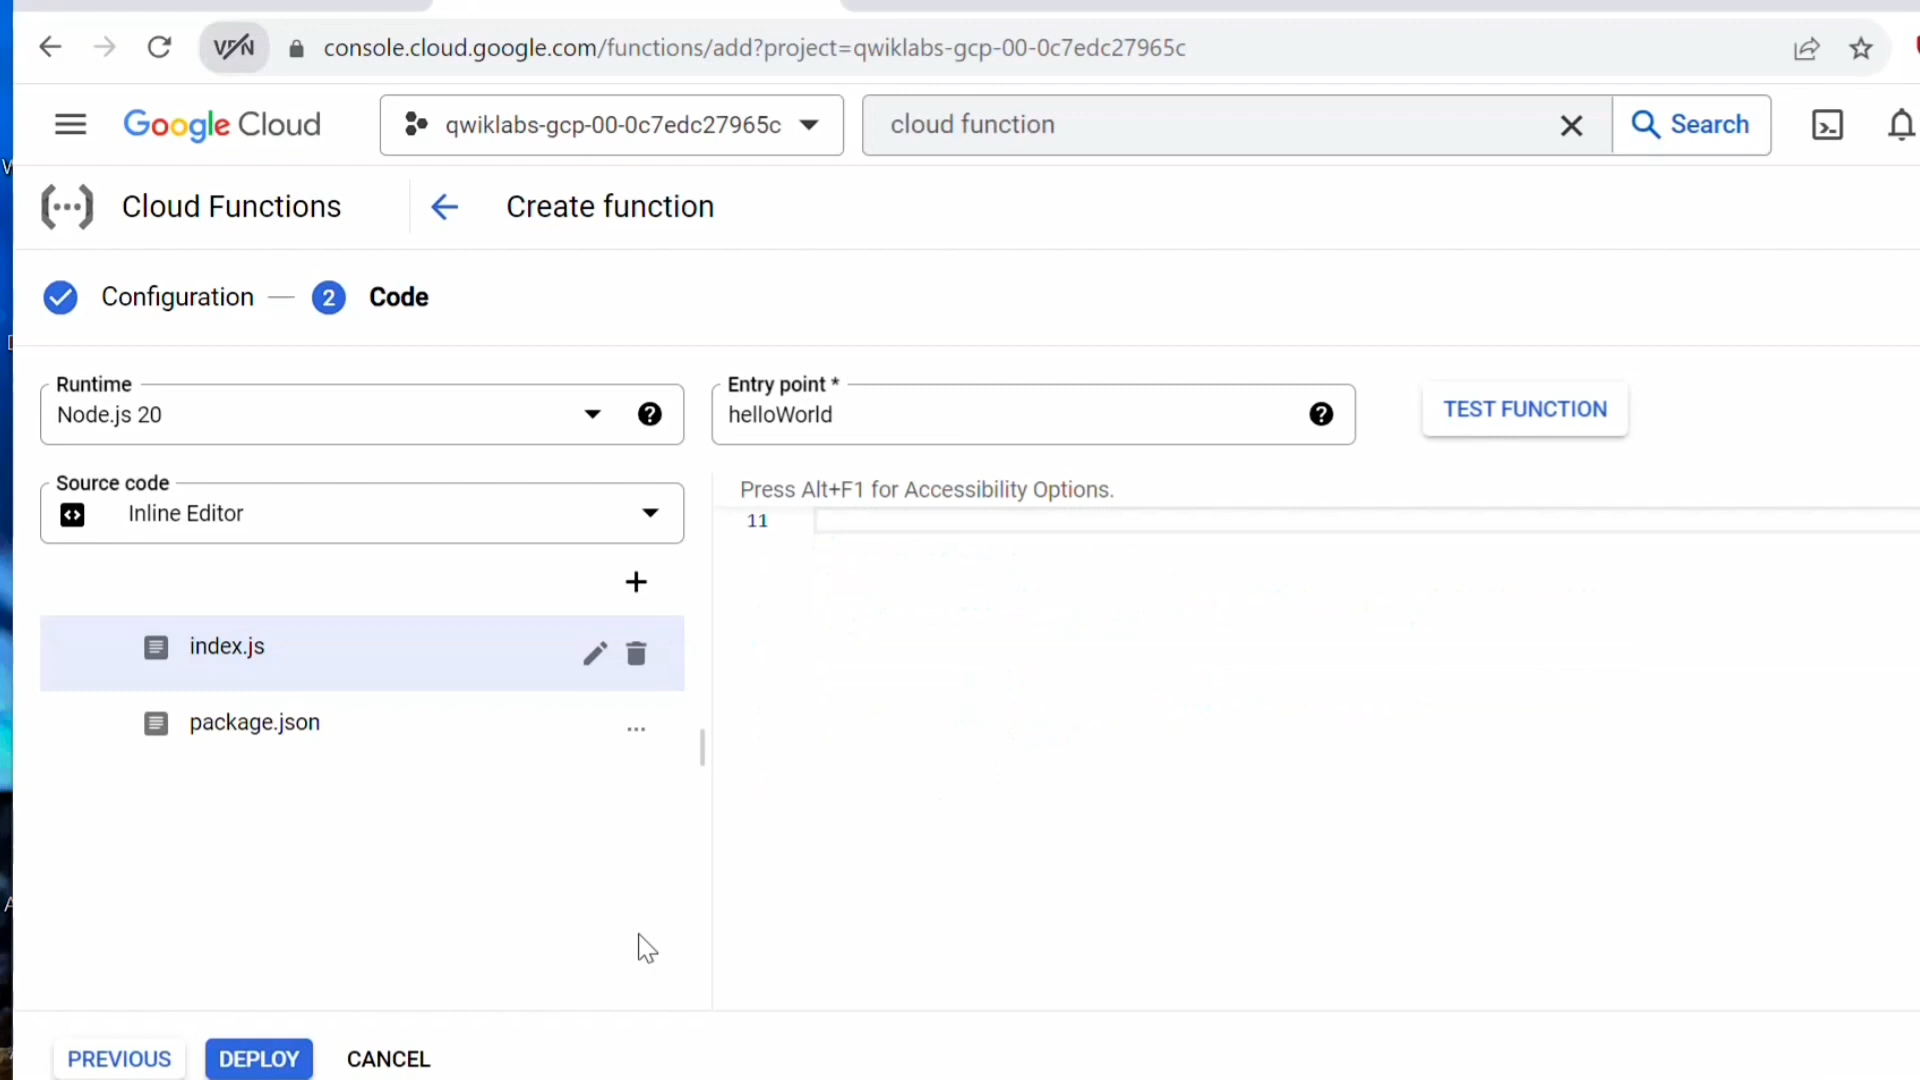 VPN
console.cloud.google.com/functions/add?project=qwiklabs-gcp-00-0c7edc27965c
Google Cloud
qwiklabs-gcp-00-0c7edc27965c
cloud function
Search
Cloud Functions
Create function
Configuration
2
Code
Runtime
Node.js 20
Entry point *
helloWorld
TEST FUNCTION
Source code
Inline Editor
Press Alt+F1 for Accessibility Options.
11
index.js
package.json
PREVIOUS
DEPLOY
CANCEL